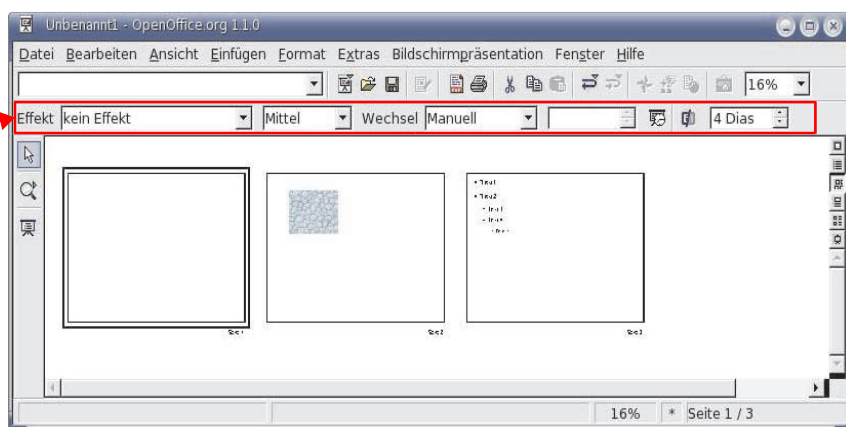 Unbenannt1 - OpenOffice.org 1.1.0
Datei Bearbeiten Ansicht Einfügen Format Extras Bildschirmpräsentation Fenster Hilfe
16%
Effekt kein Effekt Mittel Wechsel Manuell 4 Dias
16% * Seite 1 / 3